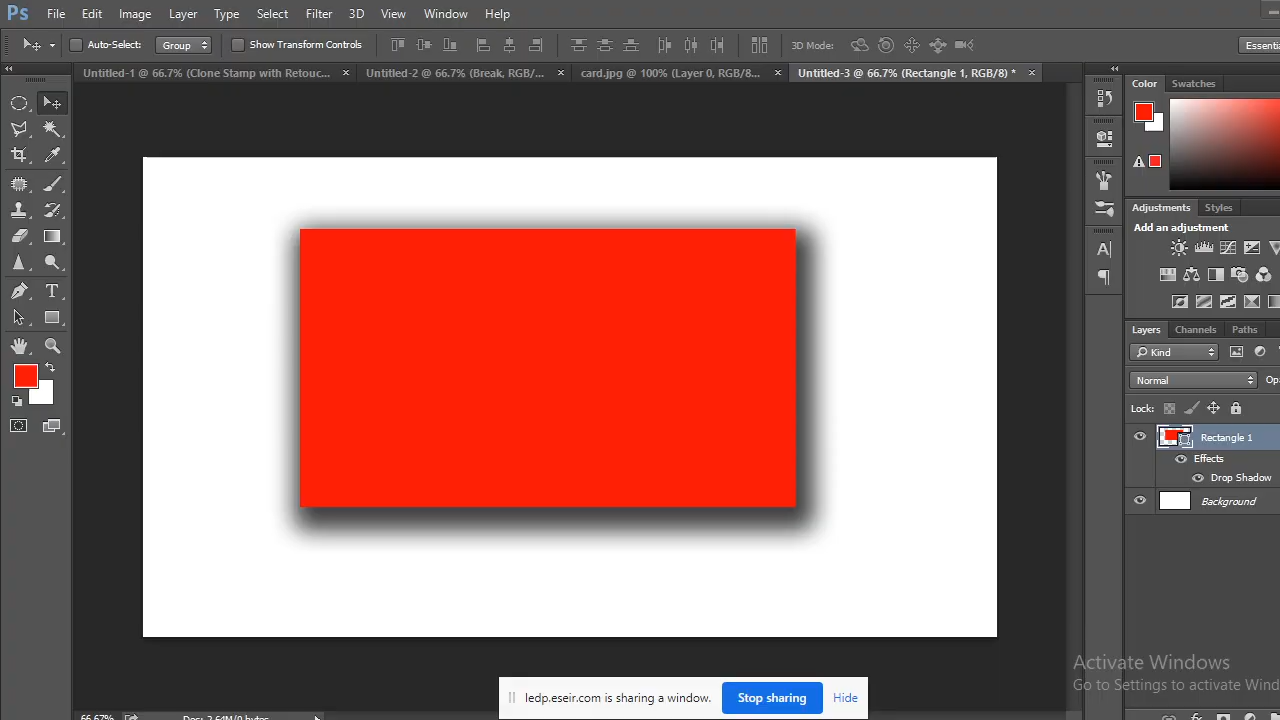 Ps File Edit Image Layer Type Select Filter 3D View Window Help
Auto-Select: Group Show Transform Controls 3D Mode:
Untitled-1 @ 66.7% (Clone Stamp with Retouc... × Untitled-2 @ 66.7% (Break, RGB/... × card.jpg @ 100% (Layer 0, RGB/8... × Untitled-3 @ 66.7% (Rectangle 1, RGB/8) * ×
Color Swatches
Adjustments Styles
Add an adjustment
Layers Channels Paths
Kind
Normal
Lock:
Rectangle 1
Effects
Drop Shadow
Background
Activate Windows
Go to Settings to activate
ledp.eseir.com is sharing a window. Stop sharing Hide
66.67% Doc: 2.64M/0 bytes